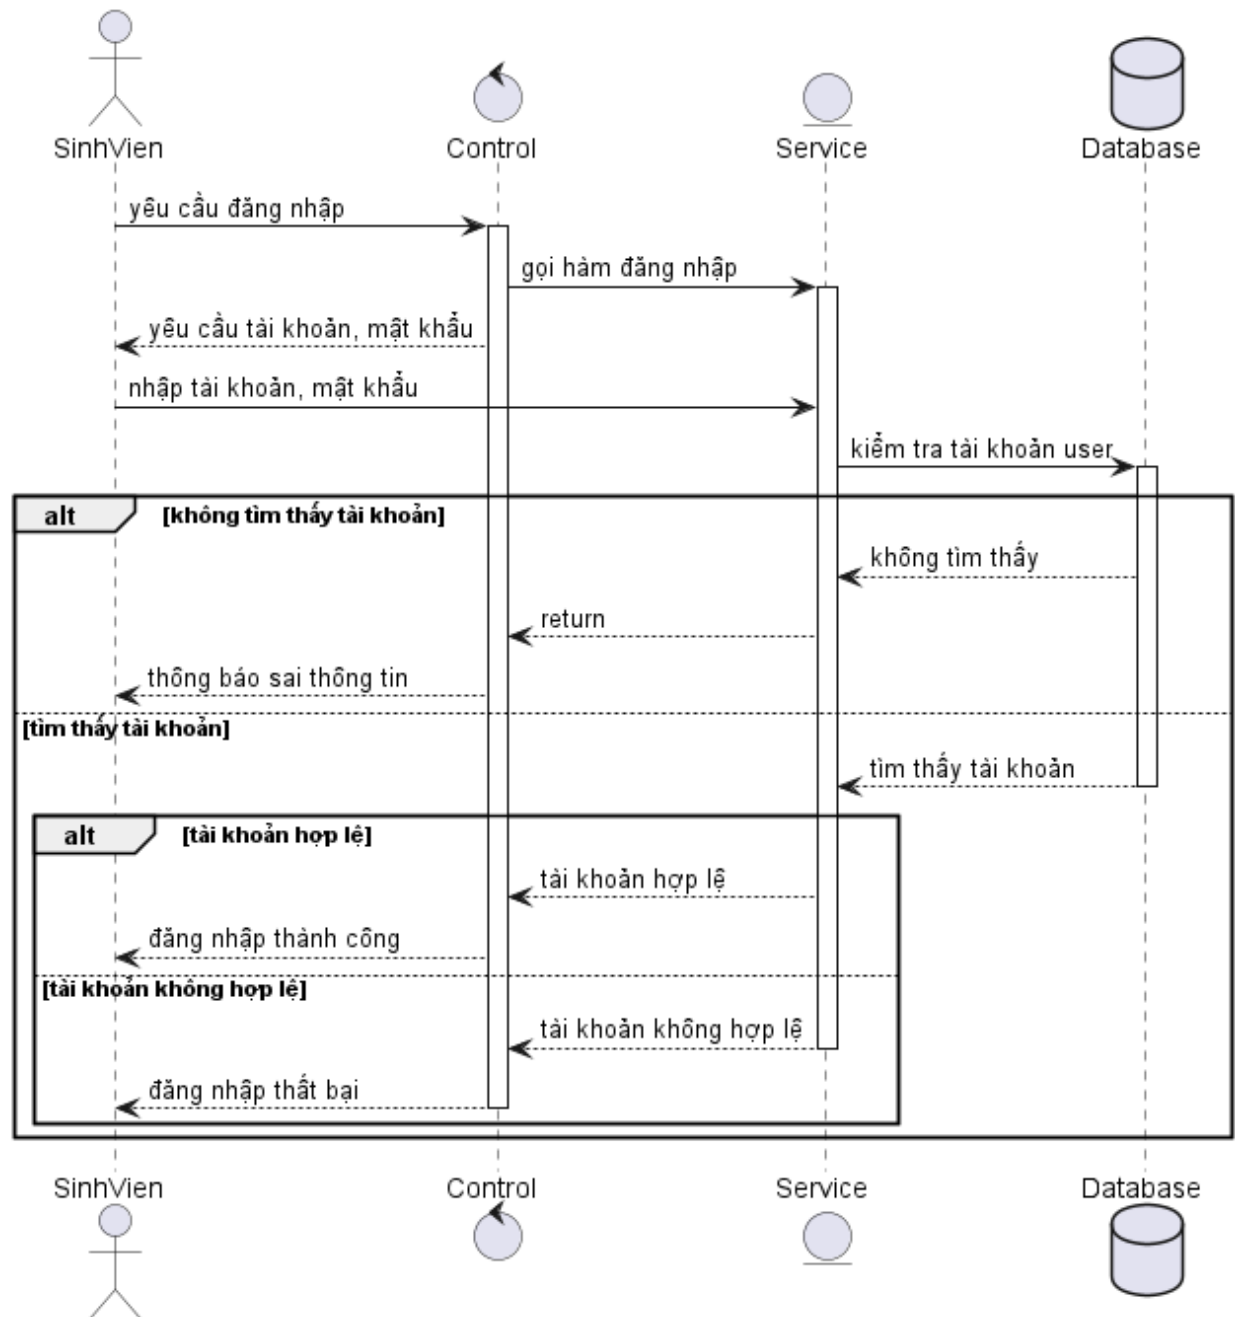 SinhVien
Control
Service
Database
yêu cầu đăng nhập
gọi hàm đăng nhập
yêu cầu tài khoản, mật khẩu
nhập tài khoản, mật khẩu
kiểm tra tài khoản user
alt
[không tìm thấy tài khoản]
không tìm thấy
return
thông báo sai thông tin
[tìm thấy tài khoản]
tìm thấy tài khoản
alt
[tài khoản hợp lệ]
tài khoản hợp lệ
đăng nhập thành công
[tài khoản không hợp lệ]
tài khoản không hợp lệ
đăng nhập thất bại
SinhVien
Control
Service
Database